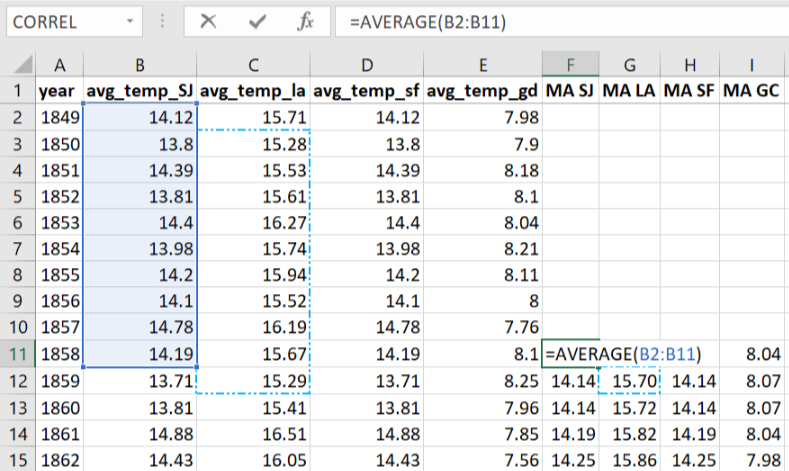 CORREL fx =AVERAGE(B2:B11)
A B C D E F G H I
1 year avg_temp_SJ avg_temp_la avg_temp_sf avg_temp_gd MA SJ MA LA MA SF MA GC
2 1849 14.12 15.71 14.12 7.98
3 1850 13.8 15.28 13.8 7.9
4 1851 14.39 15.53 14.39 8.18
5 1852 13.81 15.61 13.81 8.1
6 1853 14.4 16.27 14.4 8.04
7 1854 13.98 15.74 13.98 8.21
8 1855 14.2 15.94 14.2 8.11
9 1856 14.1 15.52 14.1 8
10 1857 14.78 16.19 14.78 7.76
11 1858 14.19 15.67 14.19 8.1 =AVERAGE(B2:B11) 8.04
12 1859 13.71 15.29 13.71 8.25 14.14 15.70 14.14 8.07
13 1860 13.81 15.41 13.81 7.96 14.14 15.72 14.14 8.07
14 1861 14.88 16.51 14.88 7.85 14.19 15.82 14.19 8.04
15 1862 14.43 16.05 14.43 7.56 14.25 15.86 14.25 7.98